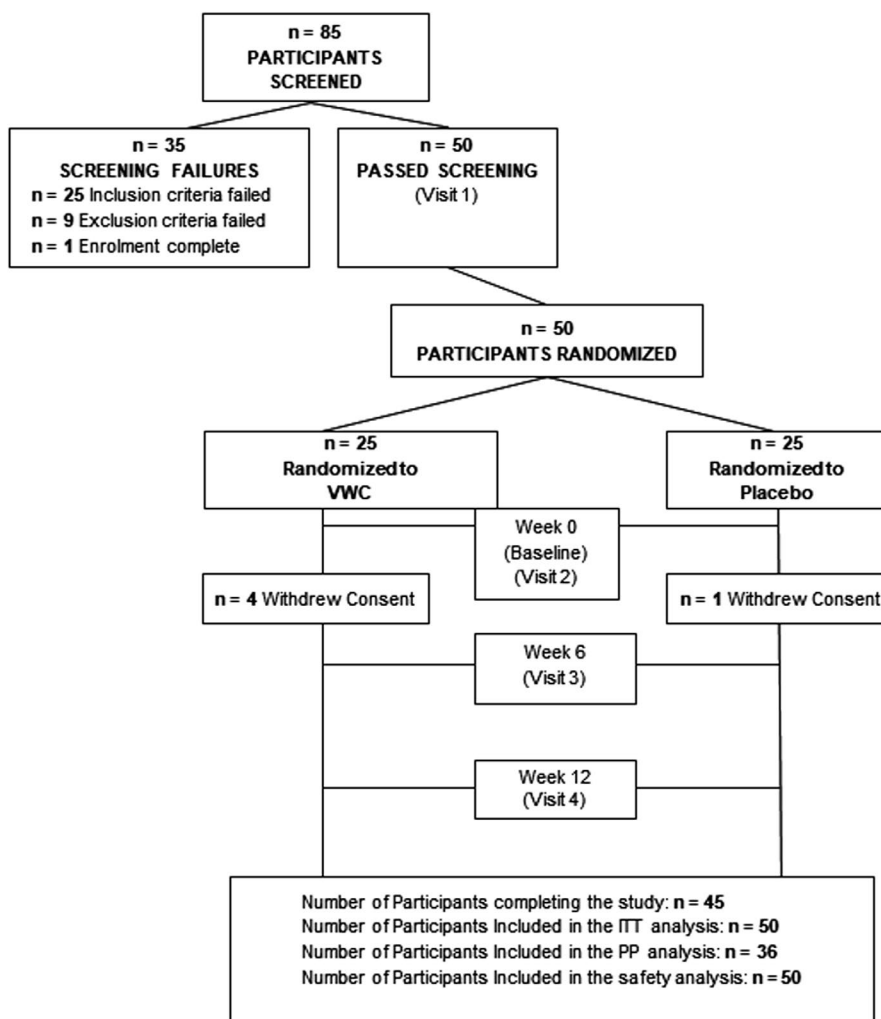 n = 85
PARTICIPANTS
SCREENED
n = 35
SCREENING FAILURES
n = 25 Inclusion criteria failed
n = 9 Exclusion criteria failed
n = 1 Enrolment complete
n = 50
PASSED SCREENING
(Visit 1)
n = 50
PARTICIPANTS RANDOMIZED
n = 25
Randomized to
VWC
n = 25
Randomized to
Placebo
Week 0
(Baseline)
(Visit 2)
n = 4 Withdrew Consent
n = 1 Withdrew Consent
Week 6
(Visit 3)
Week 12
(Visit 4)
Number of Participants completing the study: n = 45
Number of Participants Included in the ITT analysis: n = 50
Number of Participants Included in the PP analysis: n = 36
Number of Participants Included in the safety analysis: n = 50